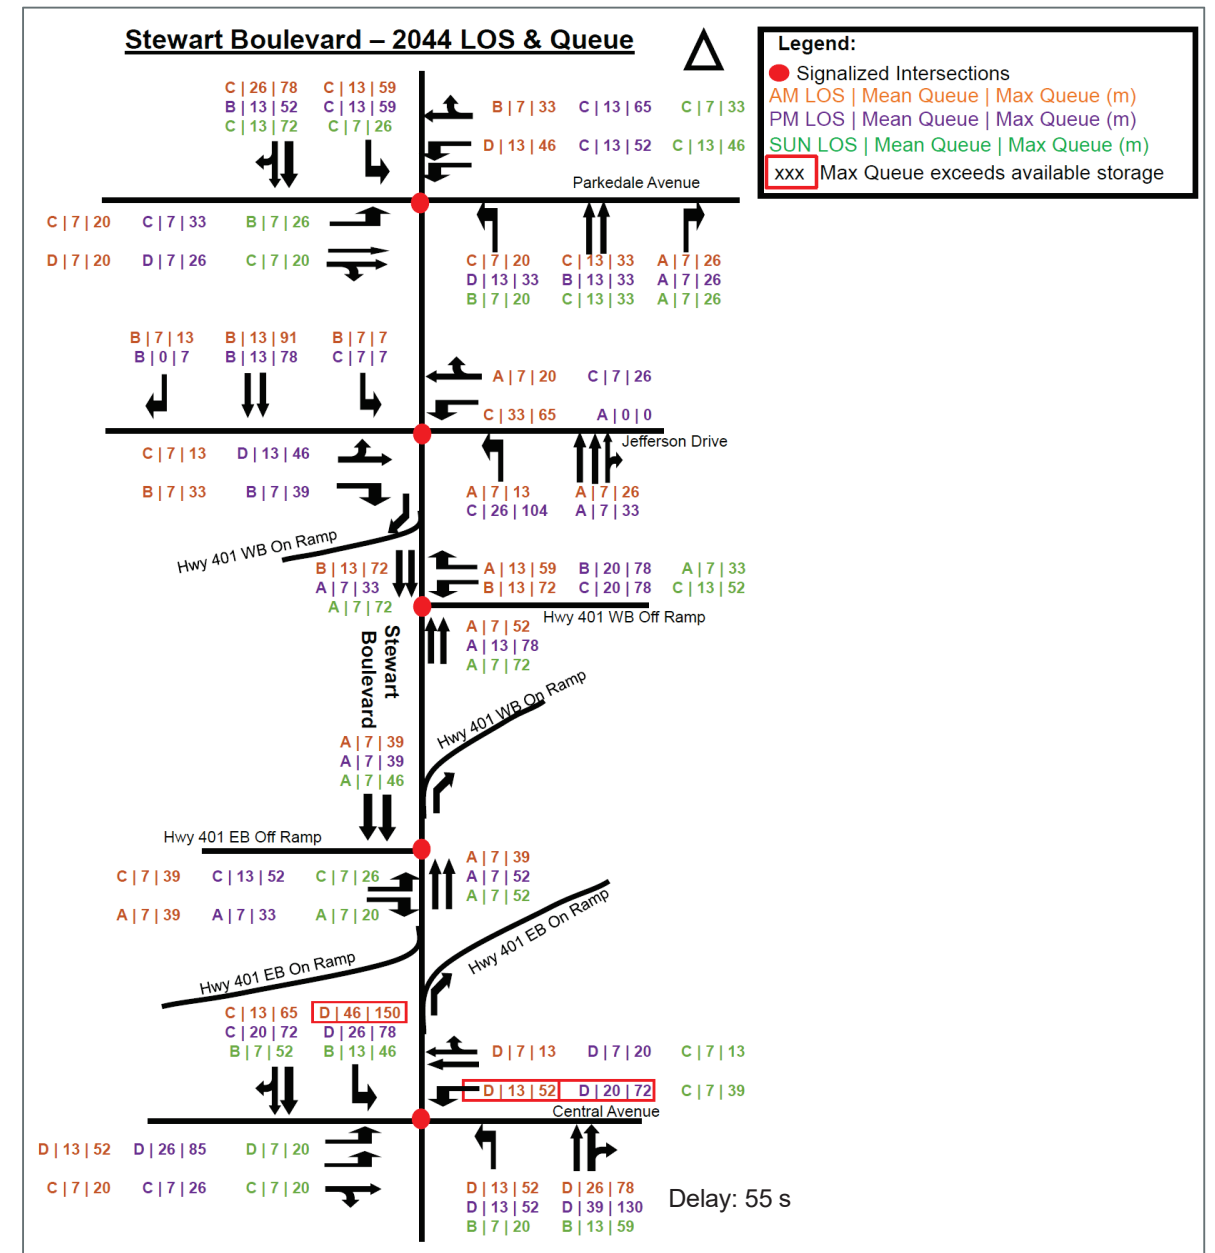 Stewart Boulevard – 2044 LOS & Queue
Legend:
Signalized Intersections
AM LOS | Mean Queue | Max Queue (m)
PM LOS | Mean Queue | Max Queue (m)
SUN LOS | Mean Queue | Max Queue (m)
xxx Max Queue exceeds available storage
C | 26 | 78 C | 13 | 59
B | 13 | 52 C | 13 | 59
C | 13 | 72 C | 7 | 26
B | 7 | 33 C | 13 | 65 C | 7 | 33
D | 13 | 46 C | 13 | 52 C | 13 | 46
Parkedale Avenue
C | 7 | 20 C | 7 | 33 B | 7 | 26
D | 7 | 20 D | 7 | 26 C | 7 | 20
C | 7 | 20 C | 13 | 33 A | 7 | 26
D | 13 | 33 B | 13 | 33 A | 7 | 26
B | 7 | 20 C | 13 | 33 A | 7 | 26
B | 7 | 13 B | 13 | 91 B | 7 | 7
B | 0 | 7 B | 13 | 78 C | 7 | 7
A | 7 | 20 C | 7 | 26
C | 33 | 65 A | 0 | 0
Jefferson Drive
C | 7 | 13 D | 13 | 46
B | 7 | 33 B | 7 | 39
A | 7 | 13 A | 7 | 26
C | 26 | 104 A | 7 | 33
Hwy 401 WB On Ramp
B | 13 | 72
A | 7 | 33
A | 7 | 72
A | 13 | 59 B | 20 | 78 A | 7 | 33
B | 13 | 72 C | 20 | 78 C | 13 | 52
Hwy 401 WB Off Ramp
A | 7 | 52
A | 13 | 78
A | 7 | 72
Stewart
Boulevard
Hwy 401 WB On Ramp
A | 7 | 39
A | 7 | 39
A | 7 | 46
Hwy 401 EB Off Ramp
C | 7 | 39 C | 13 | 52 C | 7 | 26
A | 7 | 39 A | 7 | 33 A | 7 | 20
A | 7 | 39
A | 7 | 52
A | 7 | 52
Hwy 401 EB On Ramp
Hwy 401 EB On Ramp
C | 13 | 65 D | 46 | 150
C | 20 | 72 D | 26 | 78
B | 7 | 52 B | 13 | 46
D | 7 | 13 D | 7 | 20 C | 7 | 13
D | 13 | 52 D | 20 | 72 C | 7 | 39
Central Avenue
D | 13 | 52 D | 26 | 85 D | 7 | 20
C | 7 | 20 C | 7 | 26 C | 7 | 20
D | 13 | 52 D | 26 | 78
D | 13 | 52 D | 39 | 130
B | 7 | 20 B | 13 | 59
Delay: 55 s